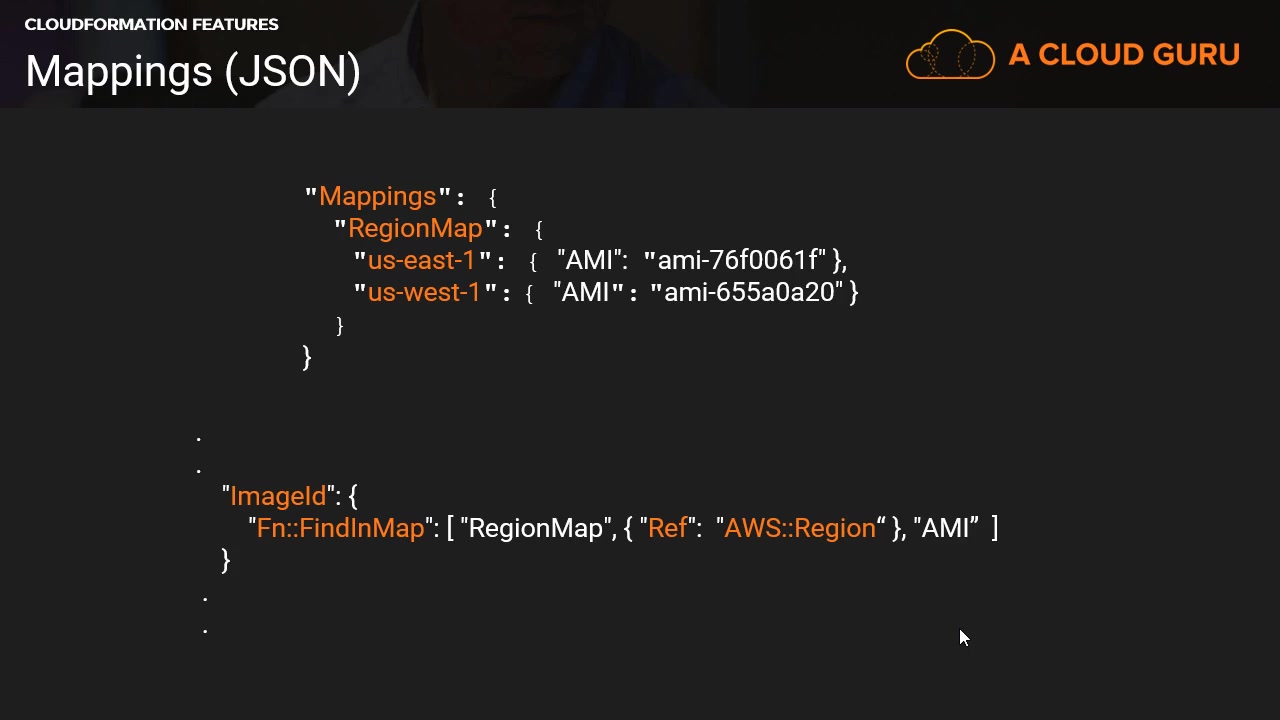 CLOUDFORMATION FEATURES
Mappings (JSON)
A CLOUD GURU
"Mappings": {
"RegionMap": {
"us-east-1": { "AMI": "ami-76f0061f" },
"us-west-1": { "AMI": "ami-655a0a20" }
}
}
.
.
"ImageId": {
"Fn::FindInMap": [ "RegionMap", { "Ref": "AWS::Region“ }, "AMI” ]
}
.
.